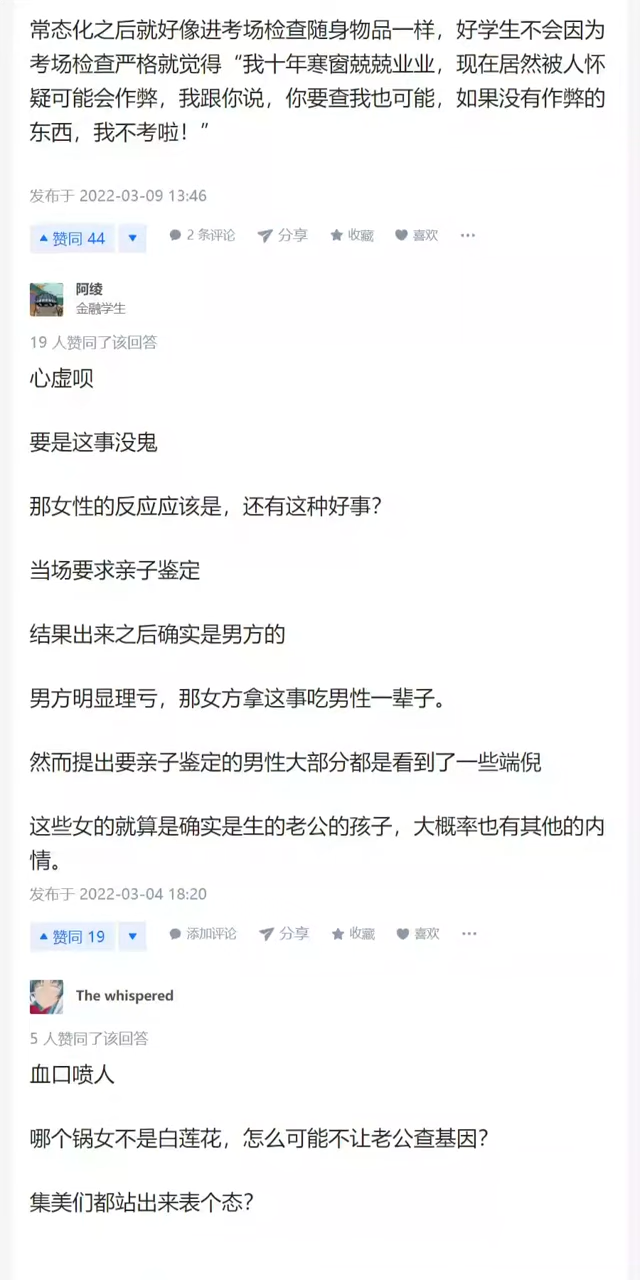 常态化之后就好像进考场检查随身物品一样，好学生不会因为
考场检查严格就觉得“我十年寒窗兢兢业业，现在居然被人怀
疑可能会作弊，我跟你说，你要查我也可能，如果没有作弊的
东西，我不考啦！”
发布于 2022-03-09 13:46
赞同 44 2 条评论 分享 收藏 喜欢
阿绫
金融学生
19 人赞同了该回答
心虚呗
要是这事没鬼
那女性的反应应该是，还有这种好事？
当场要求亲子鉴定
结果出来之后确实是男方的
男方明显理亏，那女方拿这事吃男性一辈子。
然而提出要亲子鉴定的男性大部分都是看到了一些端倪
这些女的就算是确实是生的老公的孩子，大概率也有其他的内
情。
发布于 2022-03-04 18:20
赞同 19 添加评论 分享 收藏 喜欢
The whispered
5 人赞同了该回答
血口喷人
哪个锅女不是白莲花，怎么可能不让老公查基因？
集美们都站出来表个态？